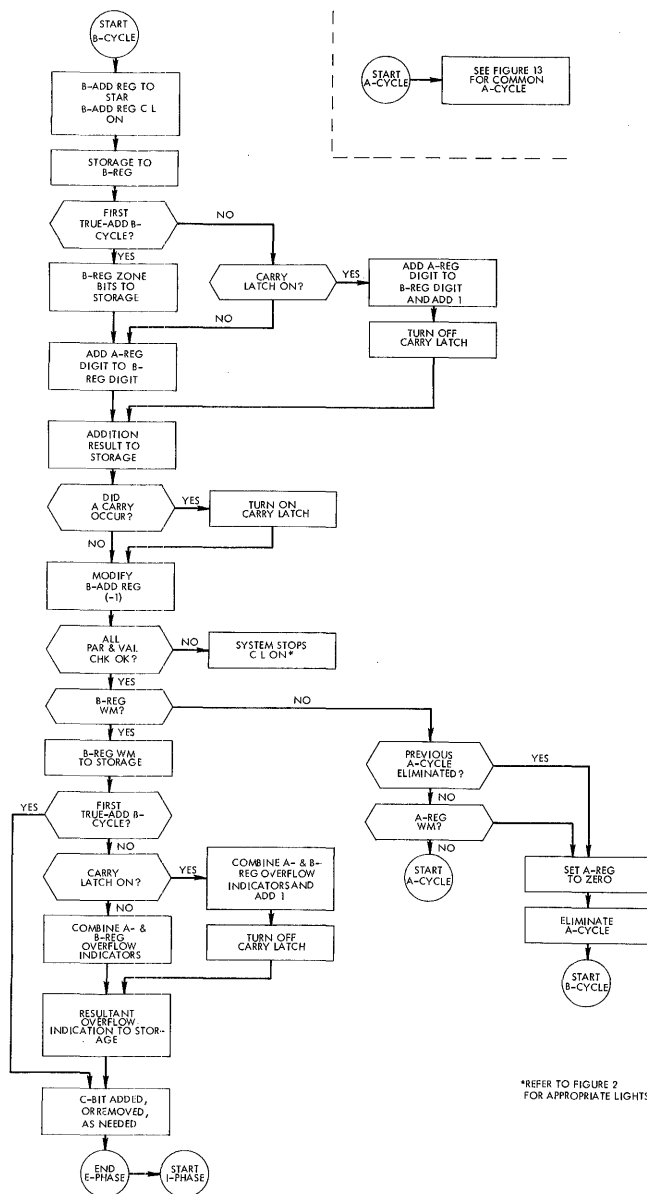 START
B-CYCLE
START
A-CYCLE
SEE FIGURE 13
FOR COMMON
A-CYCLE
B-ADD REG TO
STAR
B-ADD REG C L
ON
STORAGE TO
B-REG
FIRST
TRUE-ADD B-
CYCLE?
NO
YES
B-REG ZONE
BITS TO
STORAGE
CARRY
LATCH ON?
YES
NO
ADD A-REG
DIGIT TO
B-REG DIGIT
AND ADD 1
TURN OFF
CARRY LATCH
ADD A-REG
DIGIT TO B-
REG DIGIT
ADDITION
RESULT TO
STORAGE
DID
A CARRY
OCCUR?
YES
NO
TURN ON
CARRY LATCH
MODIFY
B-ADD REG
(-1)
ALL
PAR & VAL
CHK OK?
NO
YES
SYSTEM STOPS
C L ON*
B-REG
WM?
NO
YES
B-REG WM
TO STORAGE
PREVIOUS
A-CYCLE
ELIMINATED?
YES
NO
YES
FIRST
TRUE-ADD B-
CYCLE?
NO
A-REG
WM?
NO
START
A-CYCLE
CARRY
LATCH ON?
YES
NO
COMBINE A- & B-
REG OVERFLOW
INDICATORS AND
ADD 1
SET A-REG
TO ZERO
COMBINE A- &
B-REG
OVERFLOW
INDICATORS
TURN OFF
CARRY LATCH
ELIMINATE
A-CYCLE
START
B-CYCLE
RESULTANT
OVERFLOW
INDICATION TO STOR-
AGE
C-BIT ADDED,
OR REMOVED,
AS NEEDED
*REFER TO FIGURE 2
FOR APPROPRIATE LIGHTS
END
E-PHASE
START
I-PHASE